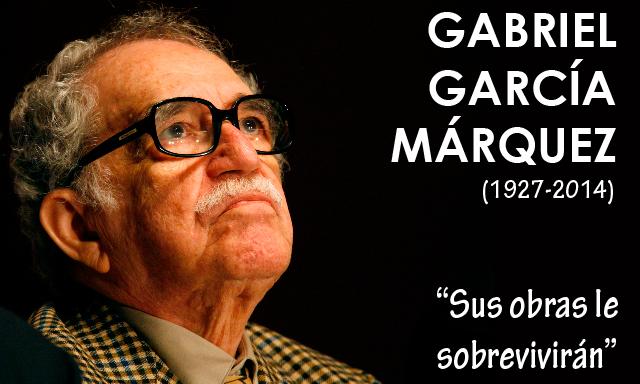 GABRIEL
GARCÍA
MÁRQUEZ
(1927-2014)
“Sus obras le
sobrevivirán”